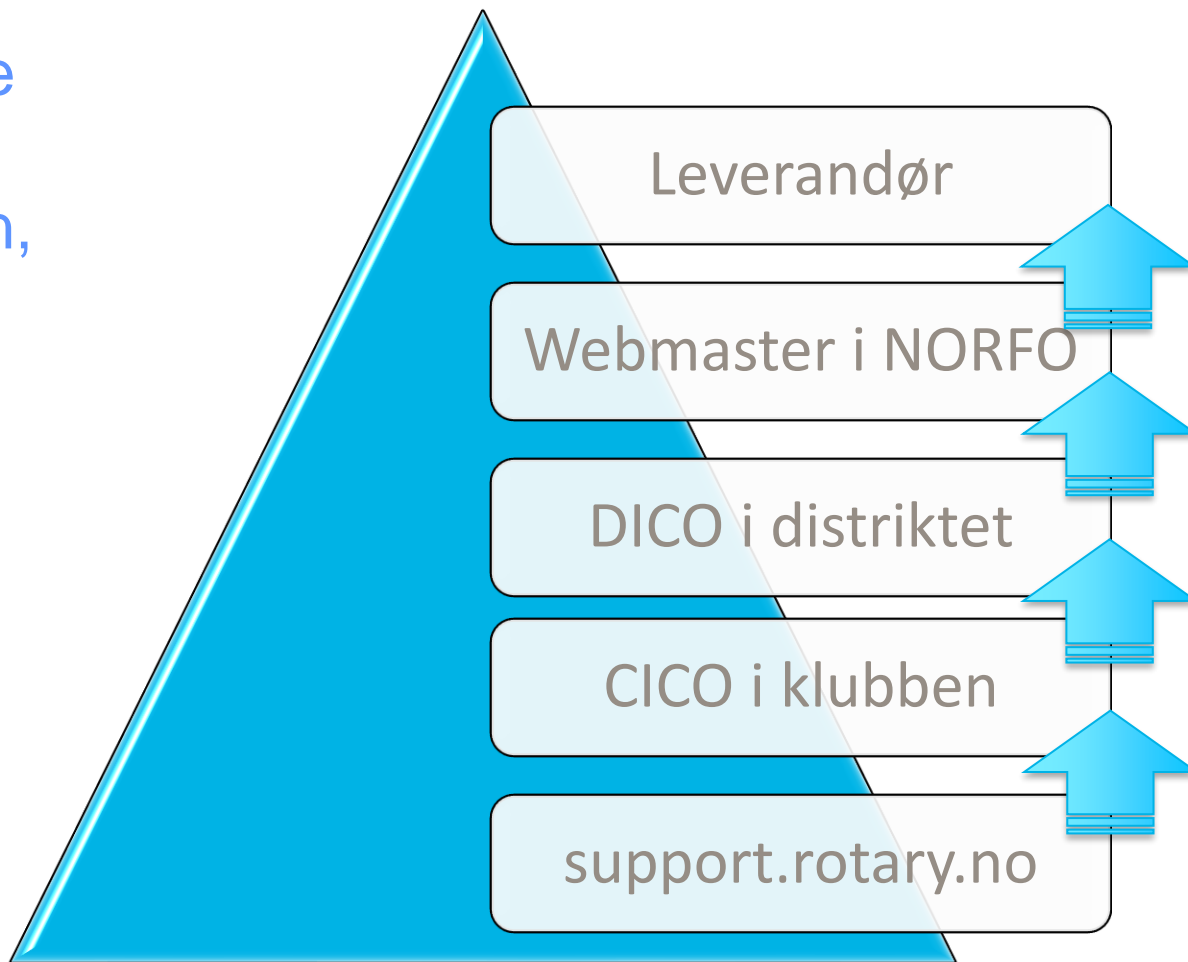 Leverandør
Webmaster i NORFO
DICO i distriktet
CICO i klubben
support.rotary.no